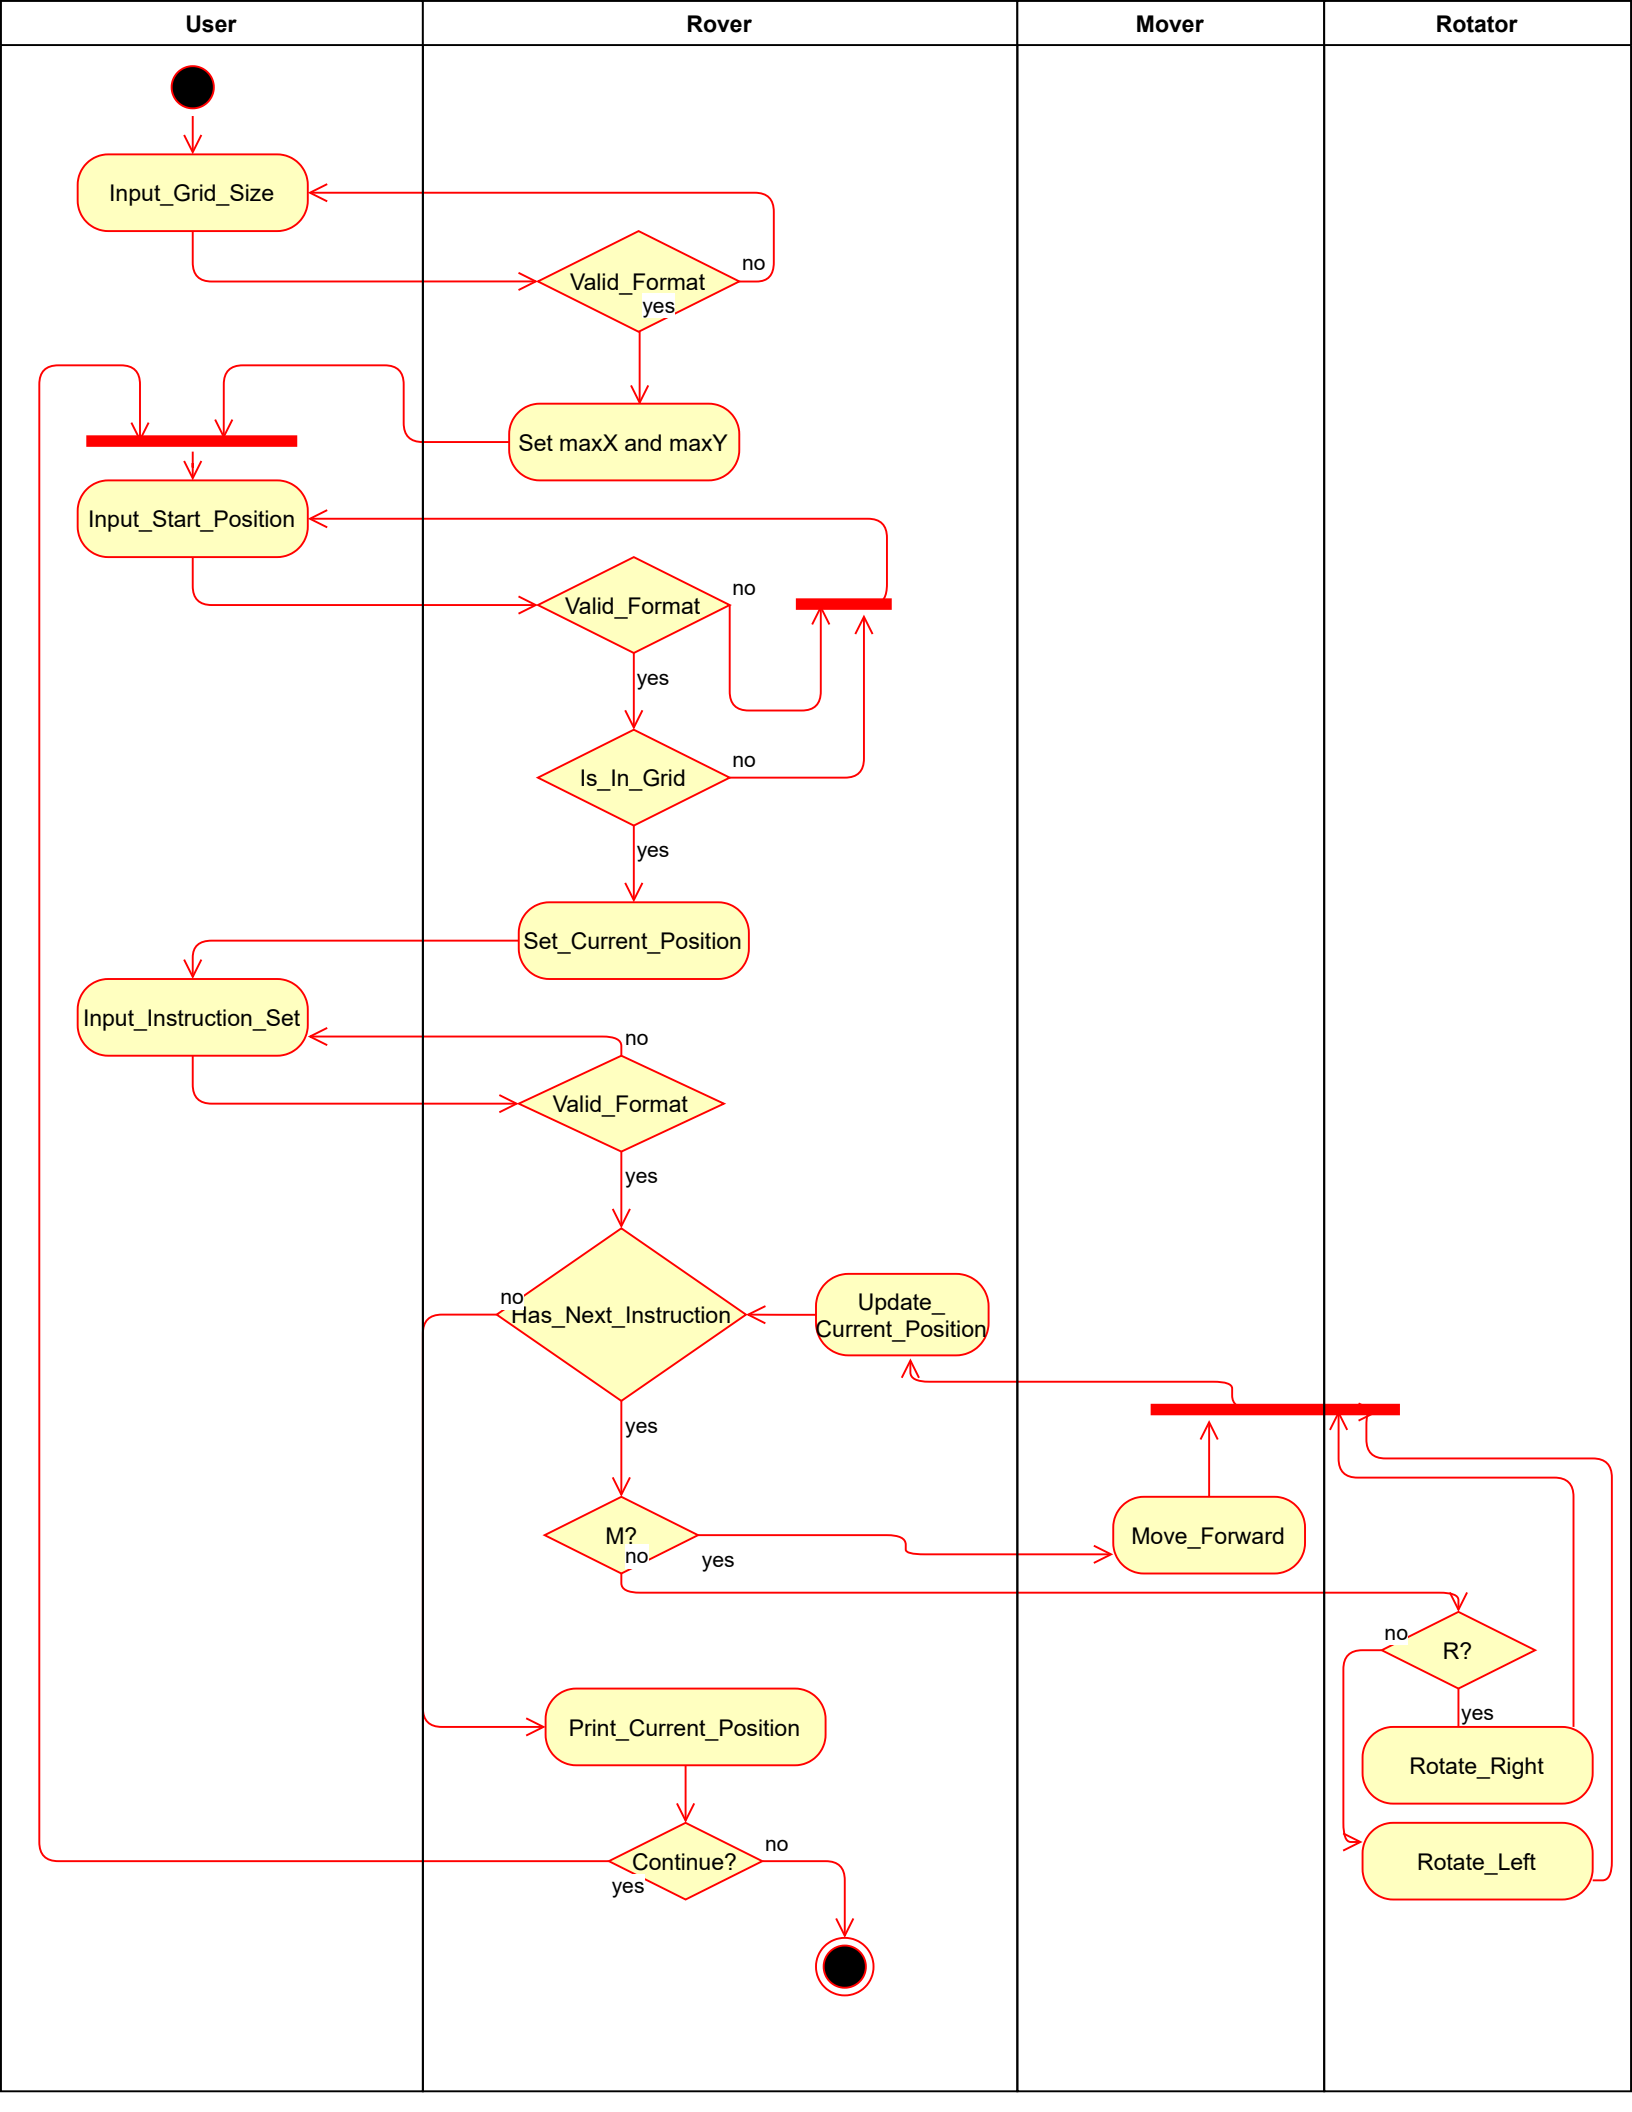 User
Rover
Mover
Rotator
Input_Grid_Size
no
Valid_Format
yes
Set maxX and maxY
Input_Start_Position
no
Valid_Format
yes
no
Is_In_Grid
yes
Set_Current_Position
Input_Instruction_Set
no
Valid_Format
yes
no
Has_Next_Instruction
Update_
Current_Position
yes
M?
no
yes
Move_Forward
no
R?
yes
Print_Current_Position
Rotate_Right
no
Continue?
yes
Rotate_Left